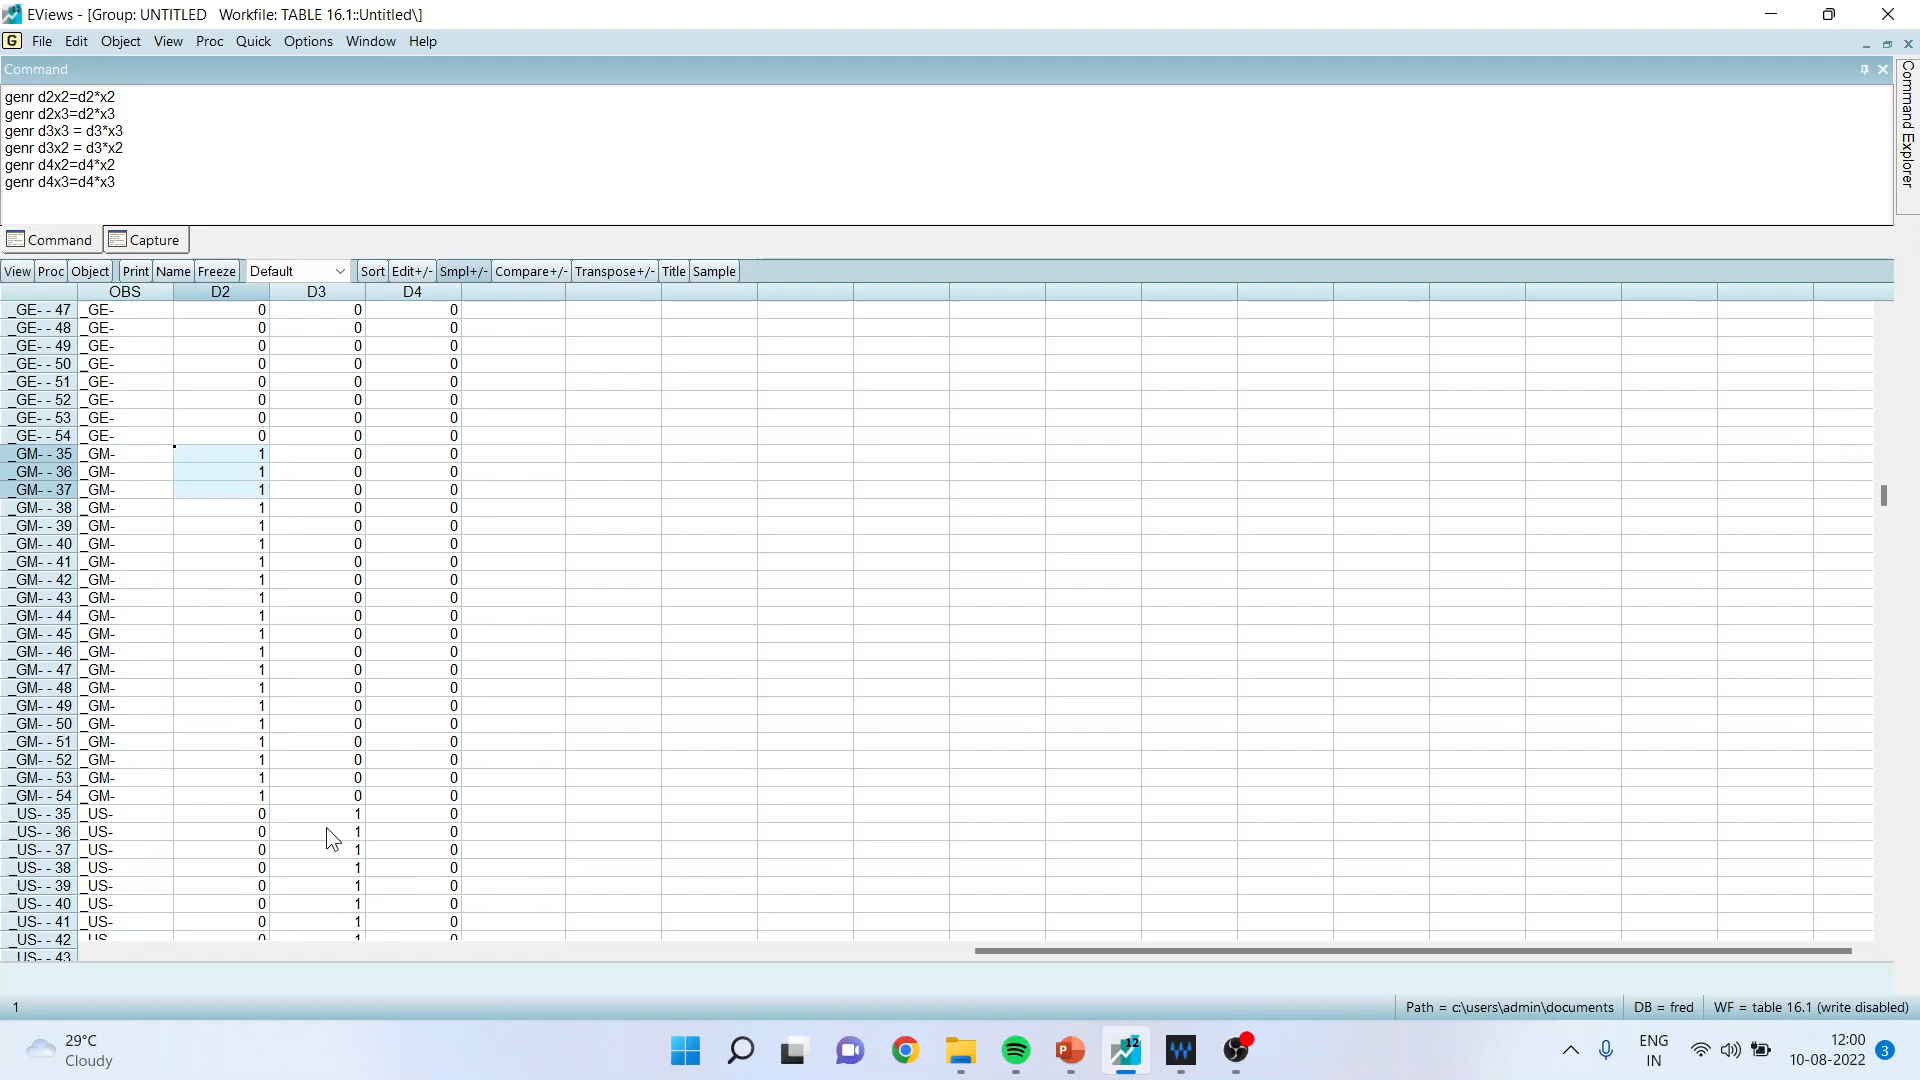 EViews - [Group: UNTITLED   Workfile: TABLE 16.1::Untitled\]
G File Edit Object View Proc Quick Options Window Help
Command
genr d2x2=d2*x2
genr d2x3=d2*x3
genr d3x3 = d3*x3
genr d3x2 = d3*x2
genr d4x2=d4*x2
genr d4x3=d4*x3
Command Explorer
Command Capture
View Proc Object Print Name Freeze Default Sort Edit+/- Smpl+/- Compare+/- Transpose+/- Title Sample
OBS D2 D3 D4
_GE- - 47 _GE- 0 0 0
_GE- - 48 _GE- 0 0 0
_GE- - 49 _GE- 0 0 0
_GE- - 50 _GE- 0 0 0
_GE- - 51 _GE- 0 0 0
_GE- - 52 _GE- 0 0 0
_GE- - 53 _GE- 0 0 0
_GE- - 54 _GE- 0 0 0
_GM- - 35 _GM- 1 0 0
_GM- - 36 _GM- 1 0 0
_GM- - 37 _GM- 1 0 0
_GM- - 38 _GM- 1 0 0
_GM- - 39 _GM- 1 0 0
_GM- - 40 _GM- 1 0 0
_GM- - 41 _GM- 1 0 0
_GM- - 42 _GM- 1 0 0
_GM- - 43 _GM- 1 0 0
_GM- - 44 _GM- 1 0 0
_GM- - 45 _GM- 1 0 0
_GM- - 46 _GM- 1 0 0
_GM- - 47 _GM- 1 0 0
_GM- - 48 _GM- 1 0 0
_GM- - 49 _GM- 1 0 0
_GM- - 50 _GM- 1 0 0
_GM- - 51 _GM- 1 0 0
_GM- - 52 _GM- 1 0 0
_GM- - 53 _GM- 1 0 0
_GM- - 54 _GM- 1 0 0
_US- - 35 _US- 0 1 0
_US- - 36 _US- 0 1 0
_US- - 37 _US- 0 1 0
_US- - 38 _US- 0 1 0
_US- - 39 _US- 0 1 0
_US- - 40 _US- 0 1 0
_US- - 41 _US- 0 1 0
_US- - 42 _US- 0 1 0
_US- - 43
1 Path = c:\users\admin\documents DB = fred WF = table 16.1 (write disabled)
29°C
Cloudy
12
ENG
IN
12:00
10-08-2022
3